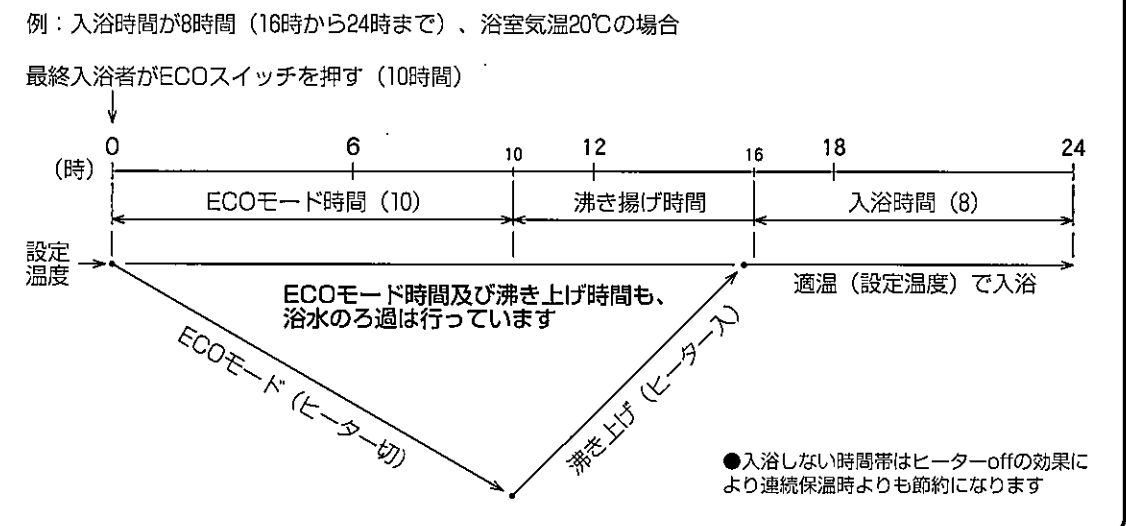 例：入浴時間が8時間（16時から24時まで）、浴室気温20℃の場合
最終入浴者がECOスイッチを押す（10時間）
0 6 10 12 16 18 24
（時）
ECOモード時間（10） 沸き揚げ時間 入浴時間（8）
設定
温度
適温（設定温度）で入浴
ECOモード時間及び沸き上げ時間も、
浴水のろ過は行っています
ECOモード（ヒーター切）
沸き上げ（ヒーター入）
●入浴しない時間帯はヒーターoffの効果に
より連続保温時よりも節約になります